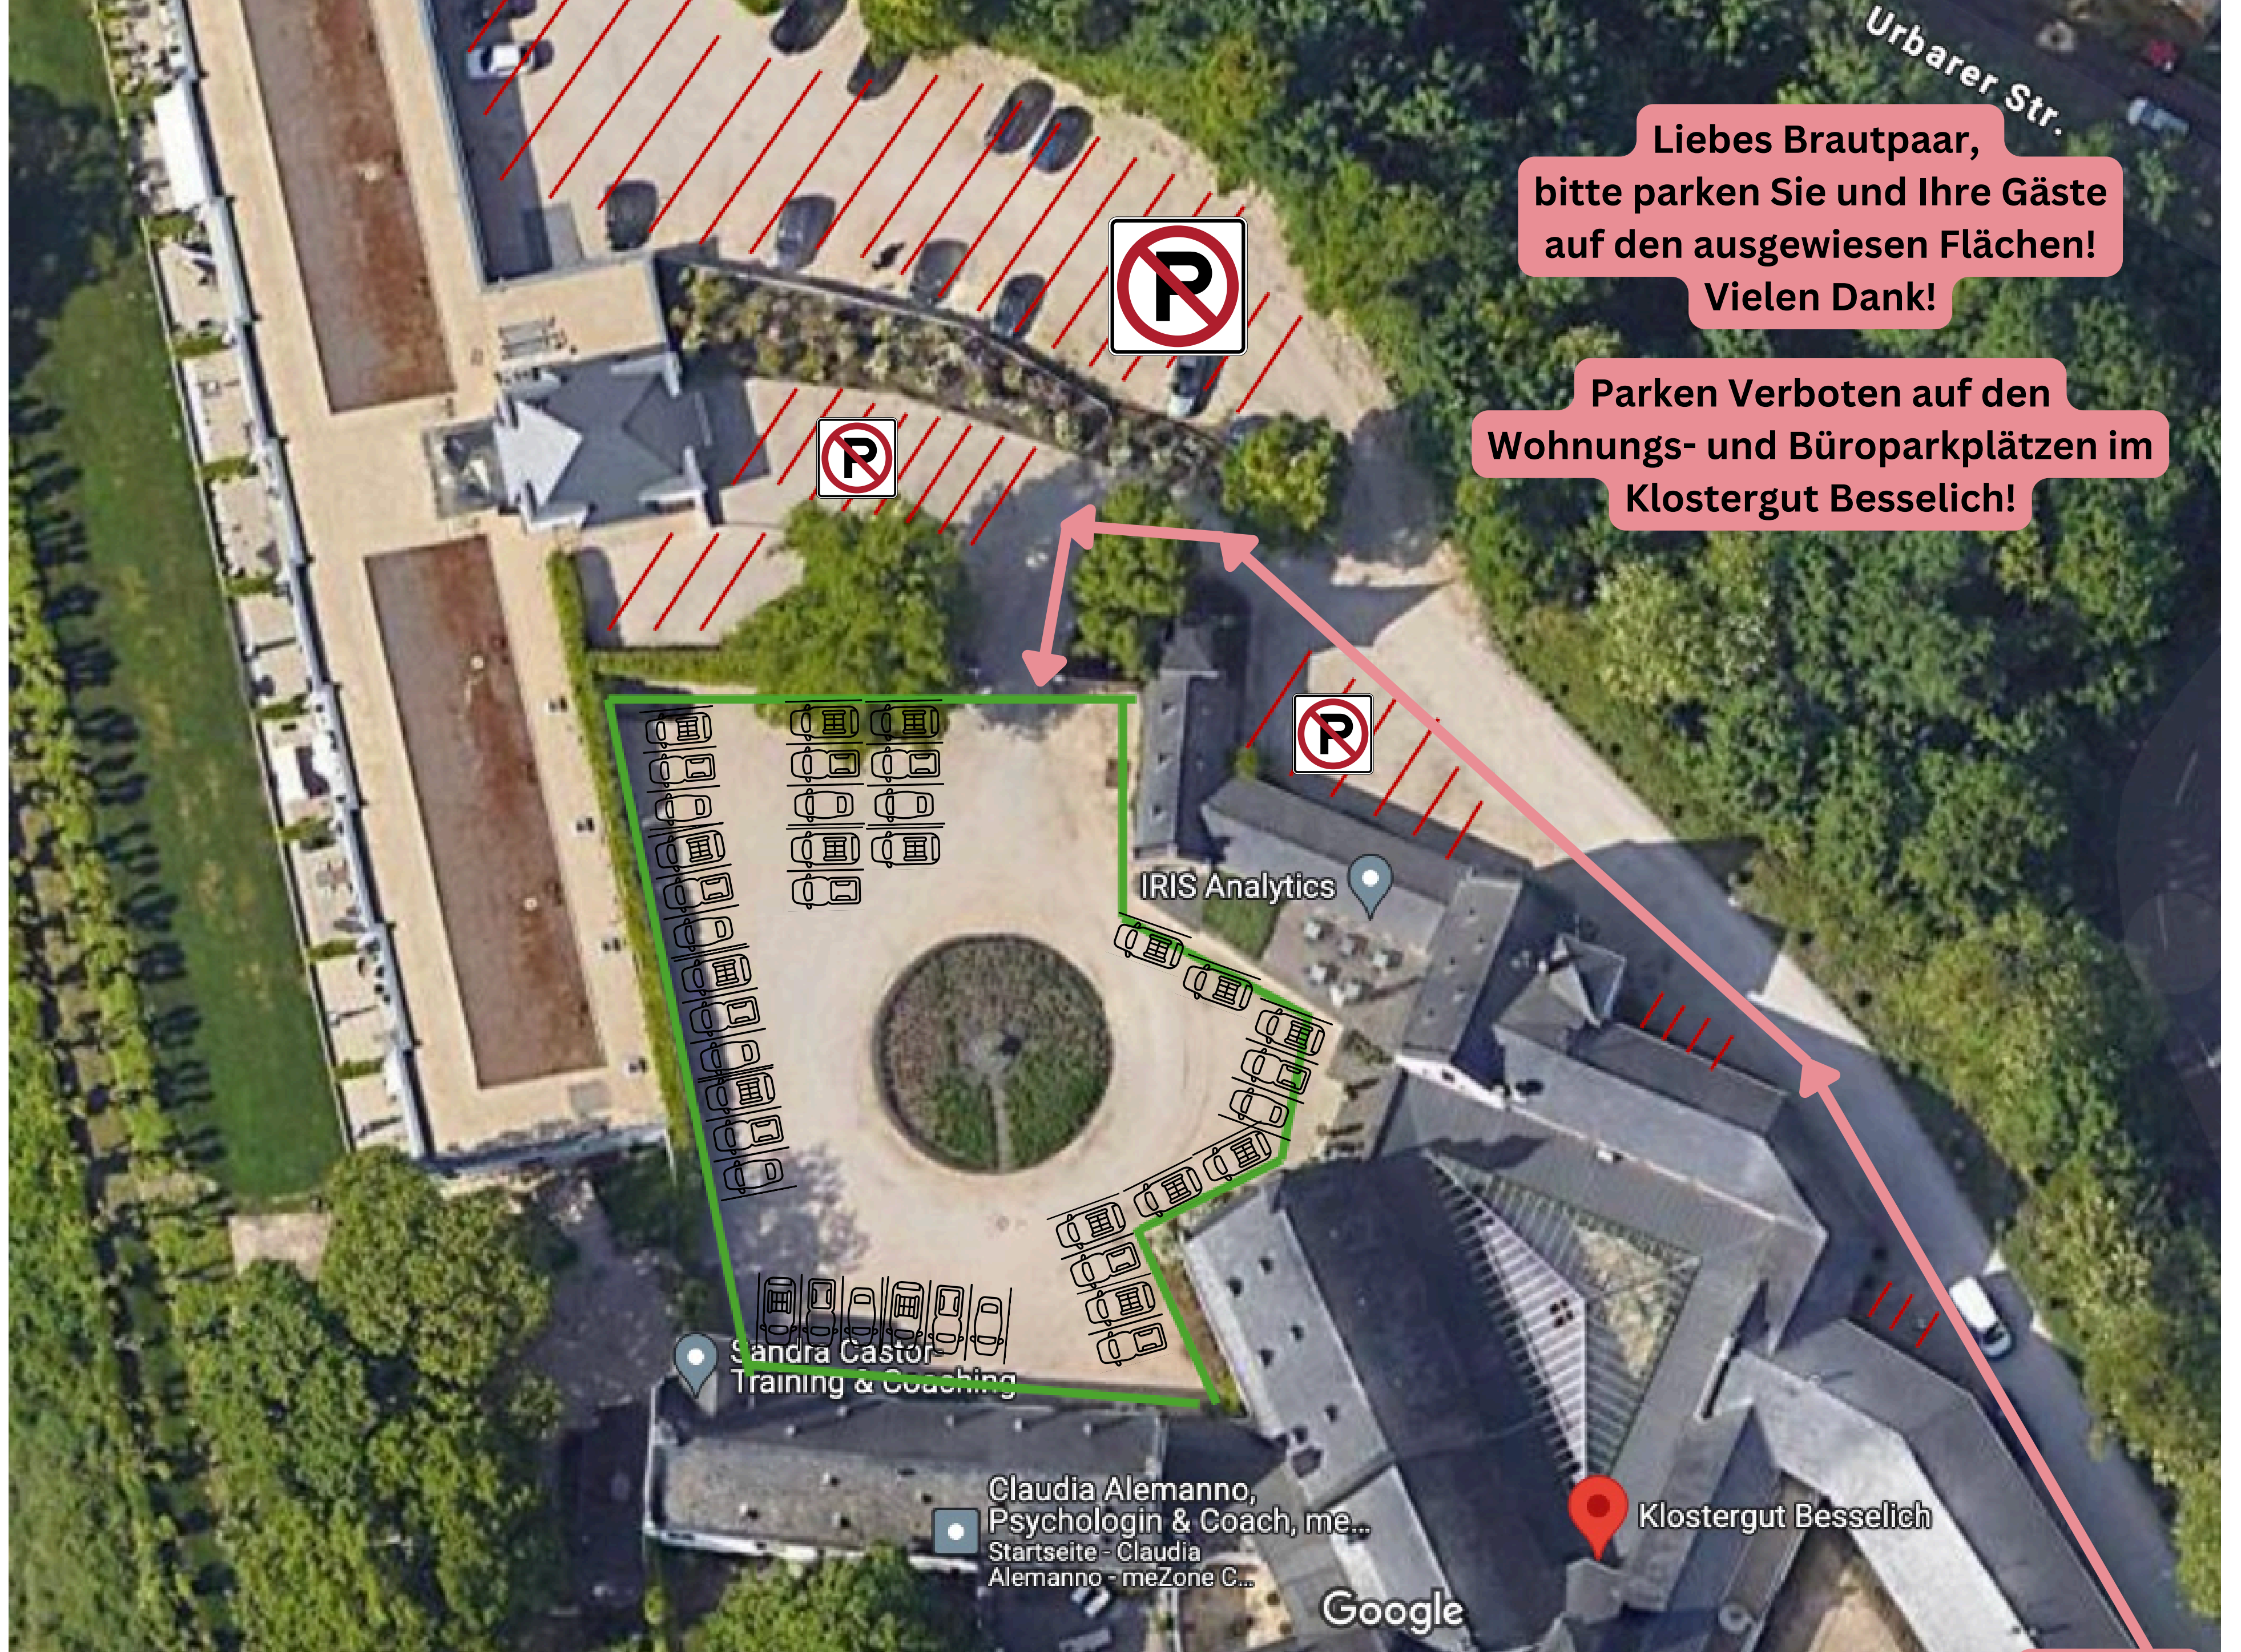 Urbarer Str.
Liebes Brautpaar,
bitte parken Sie und Ihre Gäste
auf den ausgewiesen Flächen!
Vielen Dank!
Parken Verboten auf den
Wohnungs- und Büroparkplätzen im
Klostergut Besselich!
P
P
P
IRIS Analytics
Sandra Castor-
Training & Coaching
Claudia Alemanno,
Psychologin & Coach, me...
Startseite - Claudia
Alemanno - meZone C...
Klostergut Besselich
Google